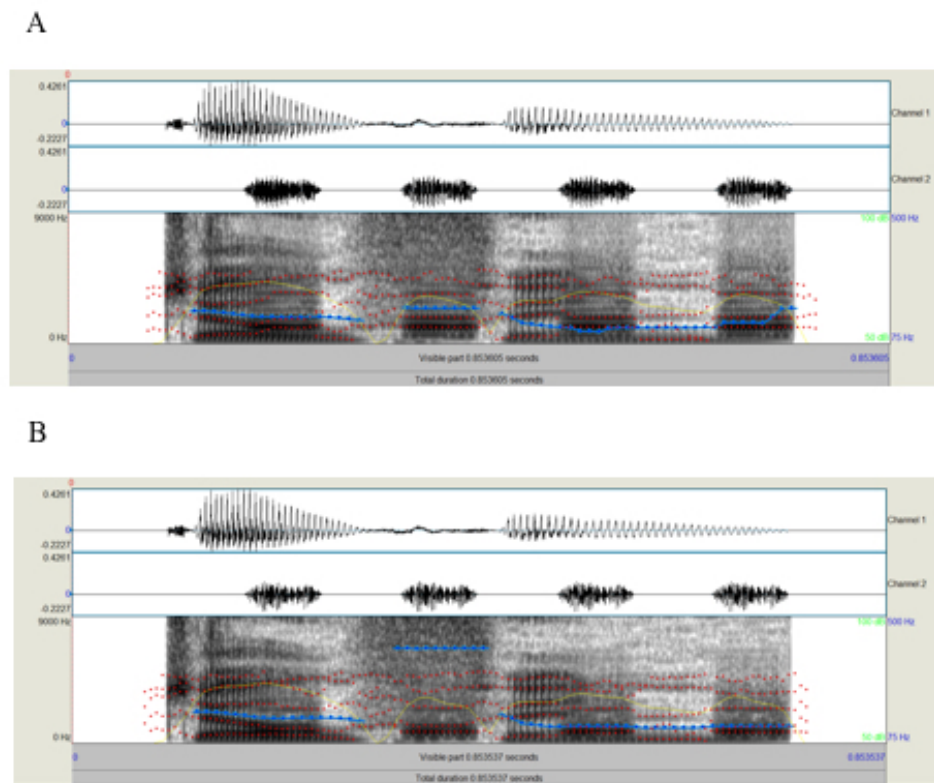 A
0
0.4261
0
-0.2227
Channel 1
0.4261
0
-0.2227
Channel 2
9000 Hz
100 dB 500 Hz
0 Hz
50 dB 75 Hz
0
Visible part 0.853605 seconds
0.853605
Total duration 0.853605 seconds
B
0
0.4261
0
-0.2227
Channel 1
0.4261
0
-0.2227
Channel 2
9000 Hz
100 dB 500 Hz
0 Hz
50 dB 75 Hz
0
Visible part 0.853537 seconds
0.853537
Total duration 0.853537 seconds